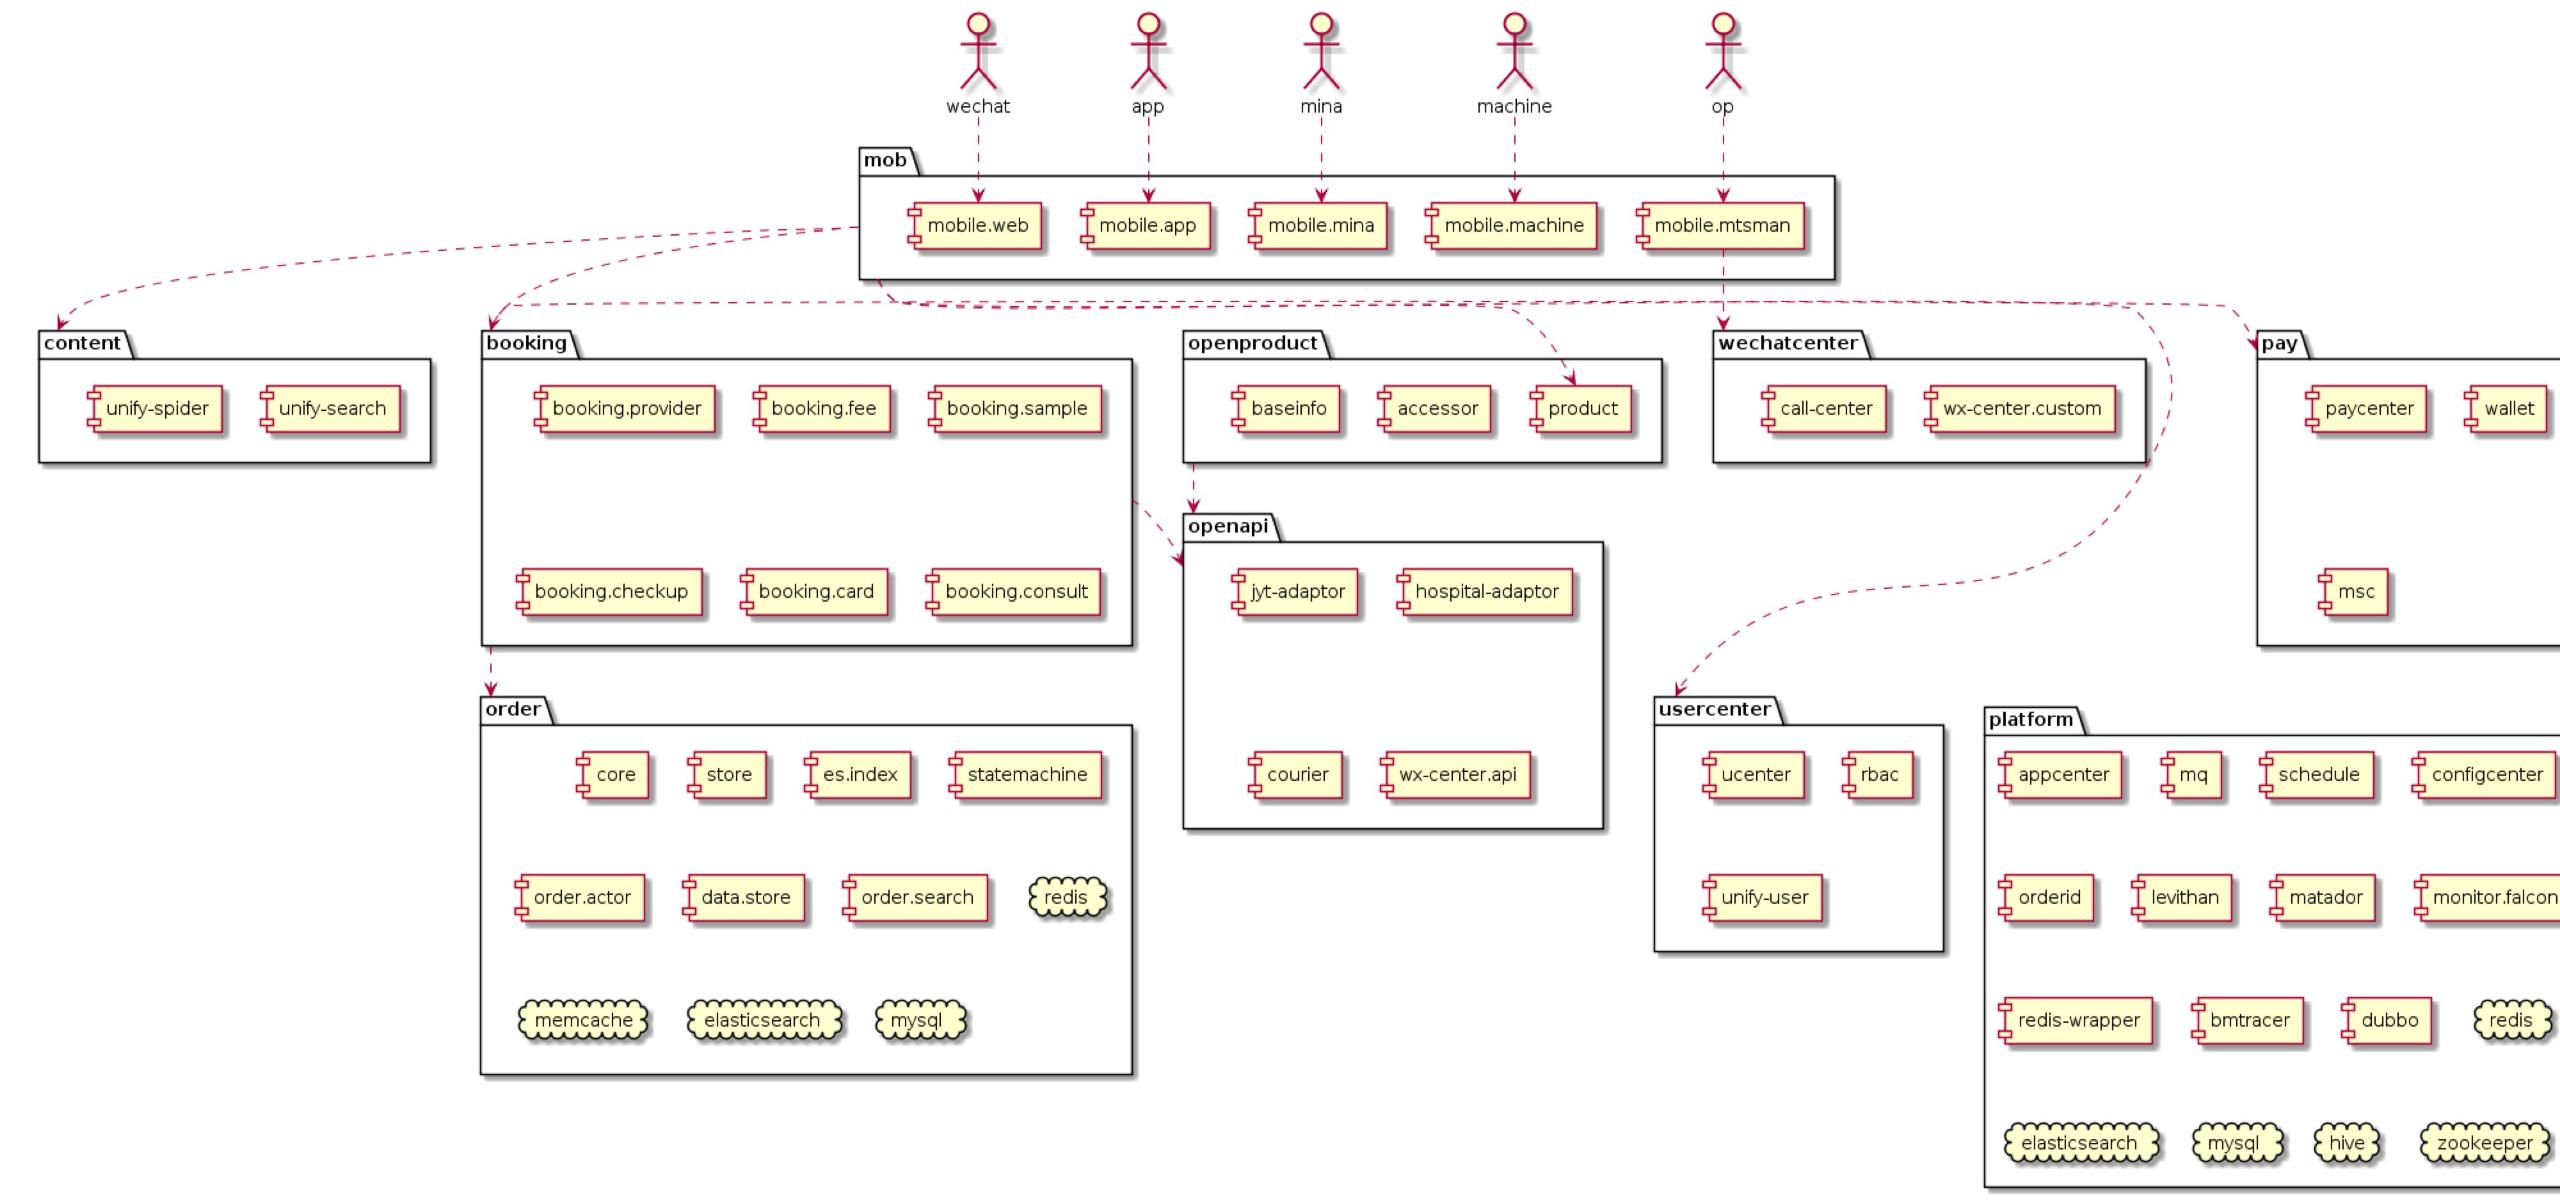 wechat
app
mina
machine
op
mob
mobile.web
mobile.app
mobile.mina
mobile.machine
mobile.mtsman
content
unify-spider
unify-search
booking
booking.provider
booking.fee
booking.sample
booking.checkup
booking.card
booking.consult
openproduct
baseinfo
accessor
product
wechatcenter
call-center
wx-center.custom
pay
paycenter
wallet
msc
openapi
jyt-adaptor
hospital-adaptor
courier
wx-center.api
order
core
store
es.index
statemachine
order.actor
data.store
order.search
redis
memcache
elasticsearch
mysql
usercenter
ucenter
rbac
unify-user
platform
appcenter
mq
schedule
configcenter
orderid
levithan
matador
monitor.falcon
redis-wrapper
bmtracer
dubbo
redis
elasticsearch
mysql
hive
zookeeper